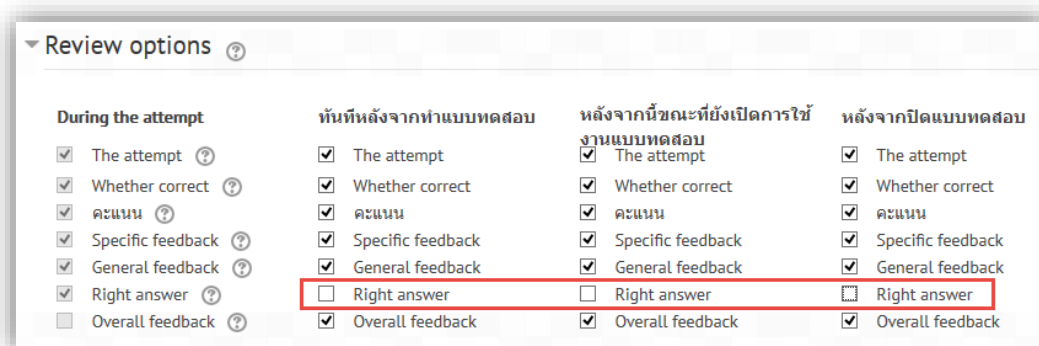 Review options
During the attempt
The attempt
Whether correct
คะแนน
Specific feedback
General feedback
Right answer
Overall feedback
ทันทีหลังจากทำแบบทดสอบ
The attempt
Whether correct
คะแนน
Specific feedback
General feedback
Right answer
Overall feedback
หลังจากนี้ขณะที่ยังเปิดการใช้
งานแบบทดสอบ
The attempt
Whether correct
คะแนน
Specific feedback
General feedback
Right answer
Overall feedback
หลังจากปิดแบบทดสอบ
The attempt
Whether correct
คะแนน
Specific feedback
General feedback
Right answer
Overall feedback